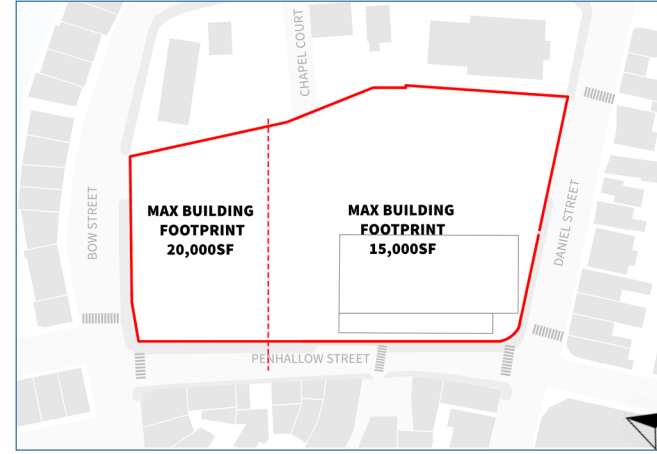 CHAPEL COURT
BOW STREET
MAX BUILDING
FOOTPRINT
20,000SF
MAX BUILDING
FOOTPRINT
15,000SF
DANIEL STREET
PENHALLOW STREET